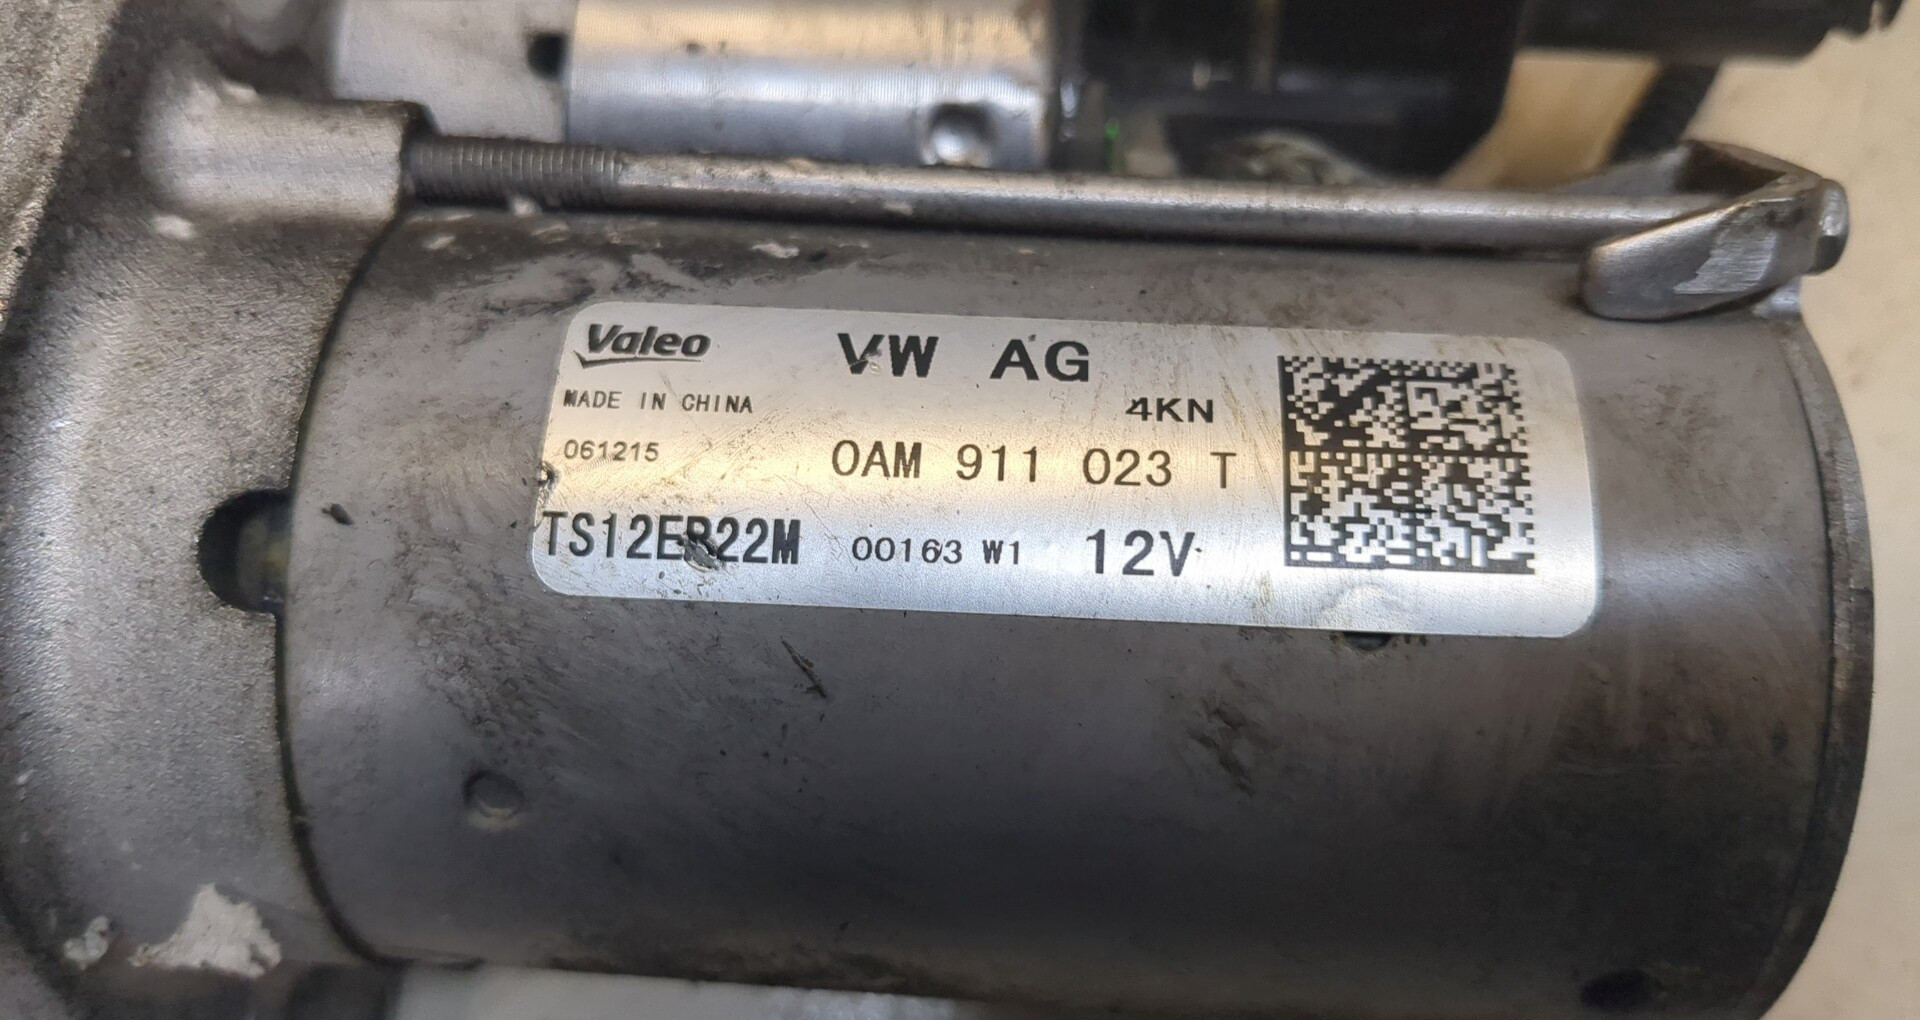 Valeo VW AG
MADE IN CHINA 4KN
061215 0AM 911 023 T
TS12ER22M 00163 W1 12V